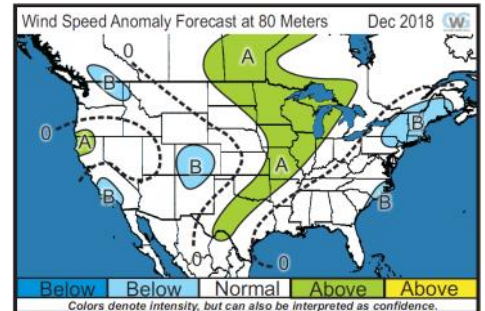 Wind Speed Anomaly Forecast at 80 Meters Dec 2018
0
A
B
0
B
A
B
A
B
B
0
0
Below Below Normal Above Above
Colors denote intensity, but can also be interpreted as confidence.